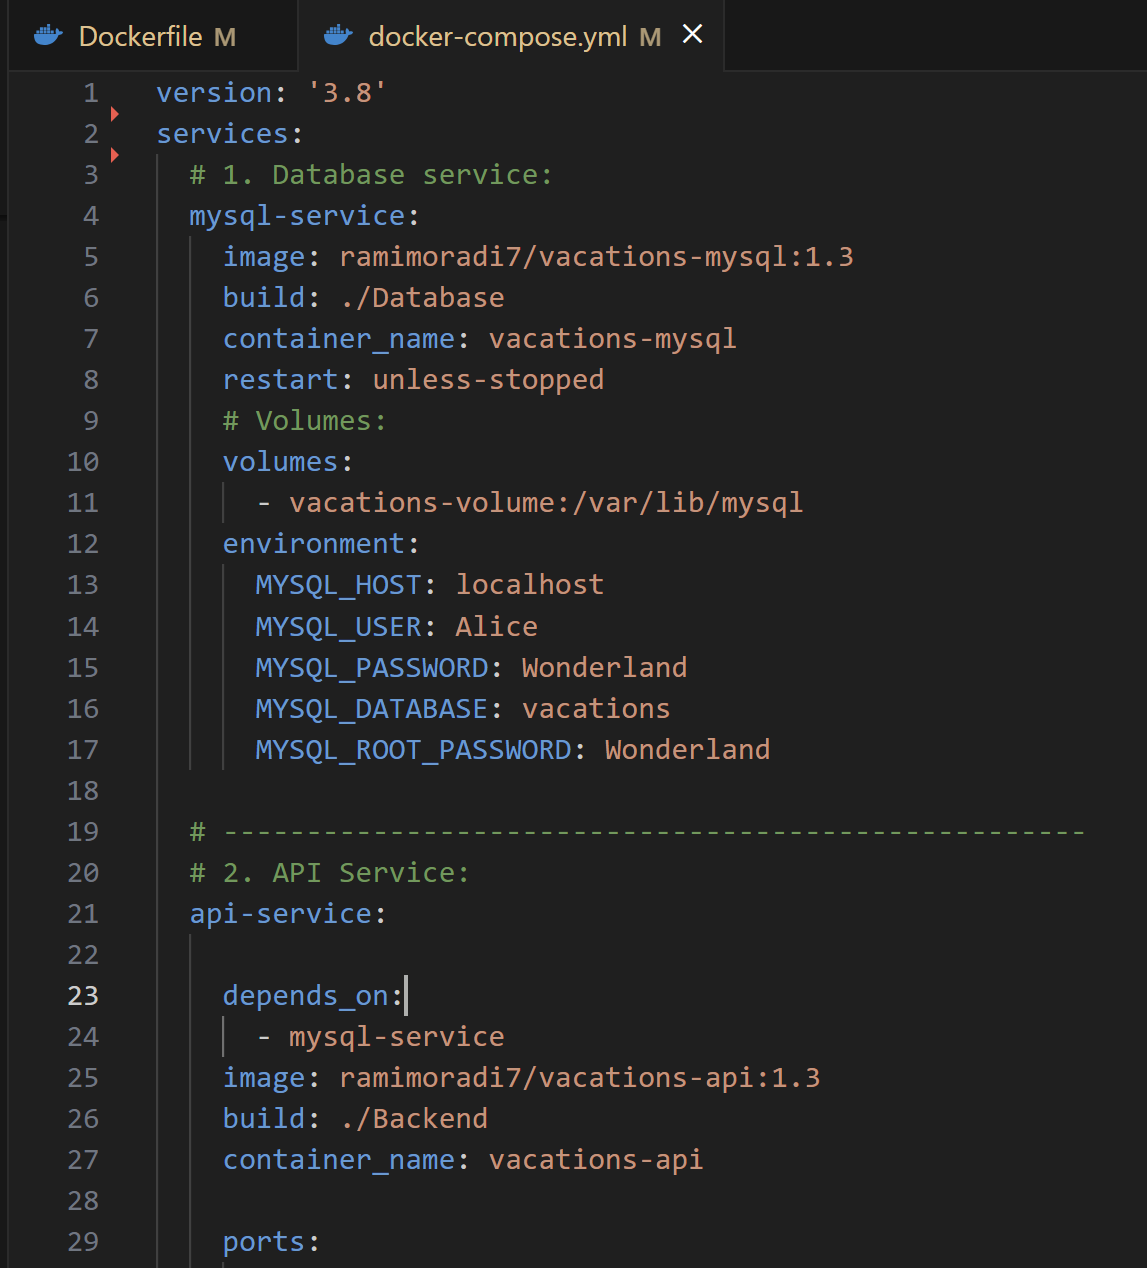 Dockerfile M docker-compose.yml M
1 version: '3.8'
2 services:
3   # 1. Database service:
4   mysql-service:
5     image: ramimoradi7/vacations-mysql:1.3
6     build: ./Database
7     container_name: vacations-mysql
8     restart: unless-stopped
9     # Volumes:
10     volumes:
11       - vacations-volume:/var/lib/mysql
12     environment:
13       MYSQL_HOST: localhost
14       MYSQL_USER: Alice
15       MYSQL_PASSWORD: Wonderland
16       MYSQL_DATABASE: vacations
17       MYSQL_ROOT_PASSWORD: Wonderland
18
19   # ----------------------------------------------------
20   # 2. API Service:
21   api-service:
22
23     depends_on:
24       - mysql-service
25     image: ramimoradi7/vacations-api:1.3
26     build: ./Backend
27     container_name: vacations-api
28
29     ports: